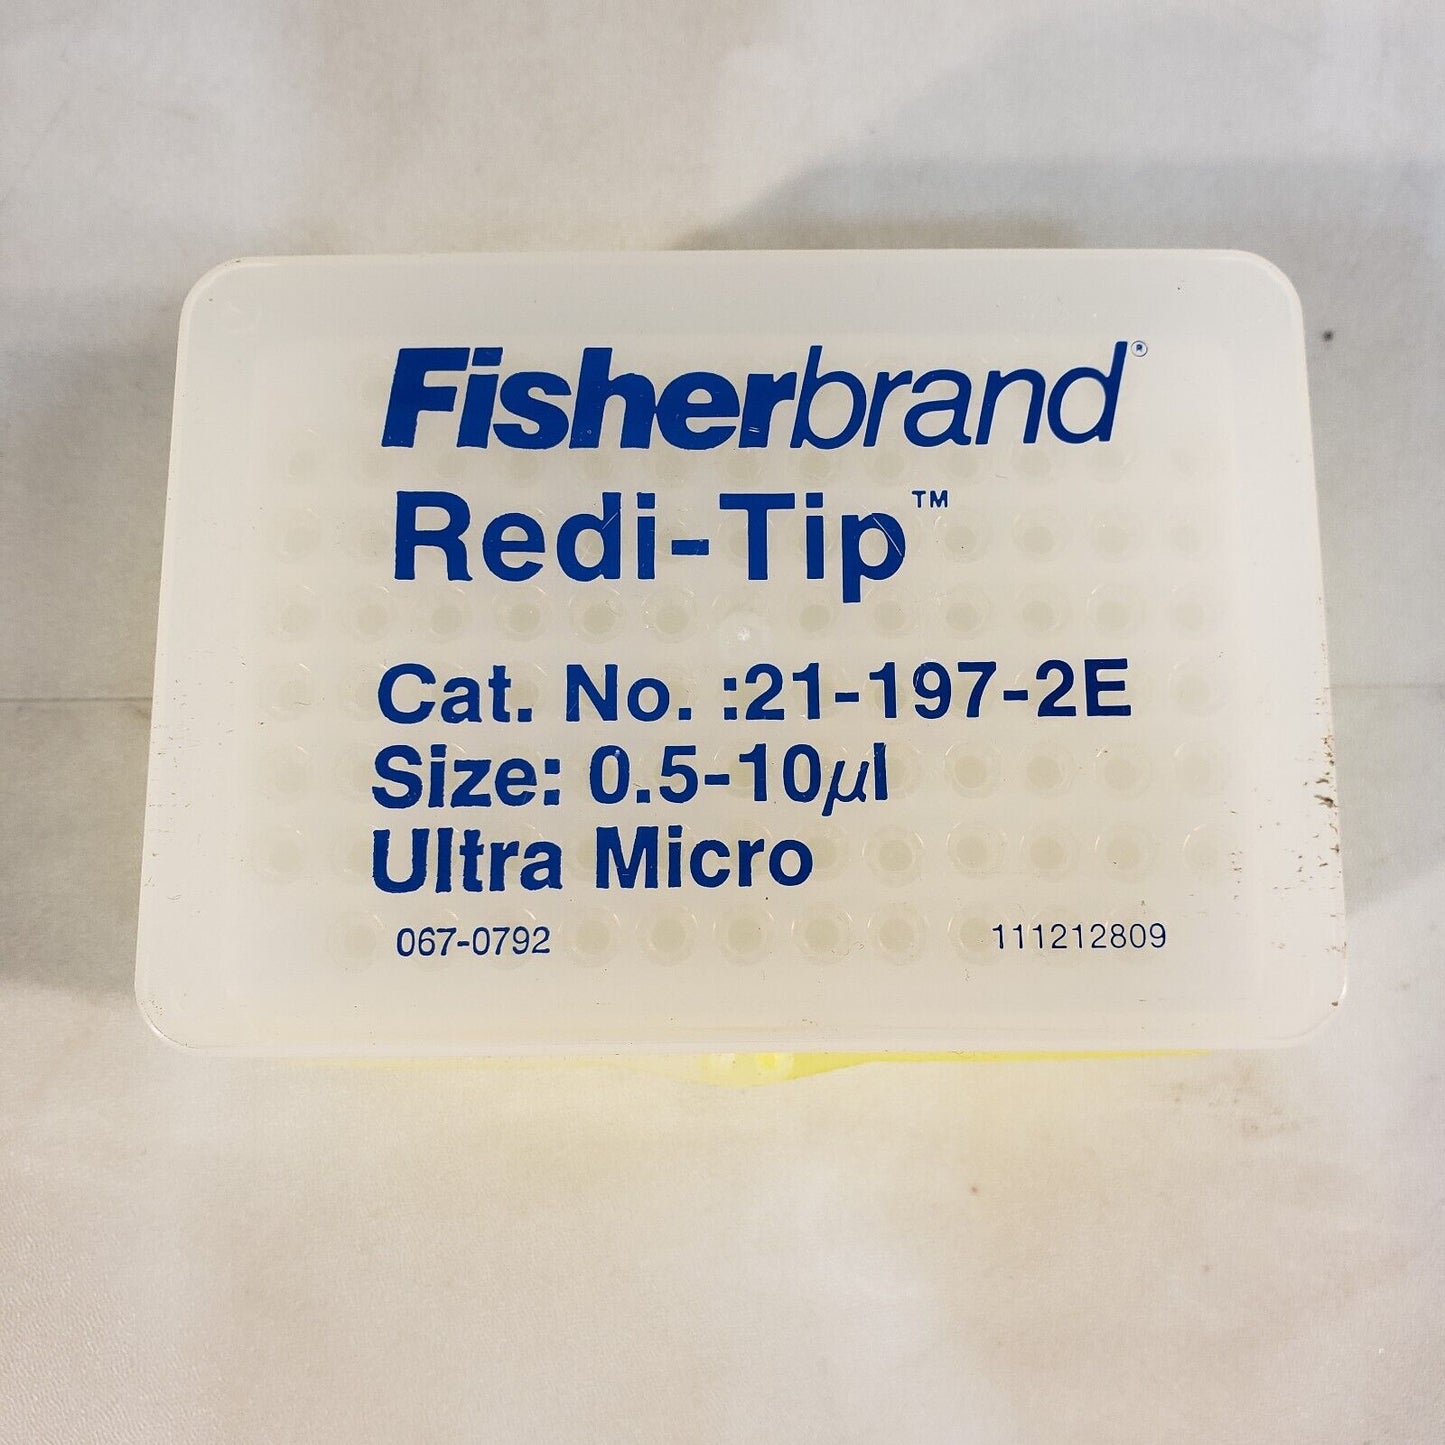 Fisherbrand®
Redi-Tip™
Cat. No. :21-197-2E
Size: 0.5-10µl
Ultra Micro
067-0792 111212809